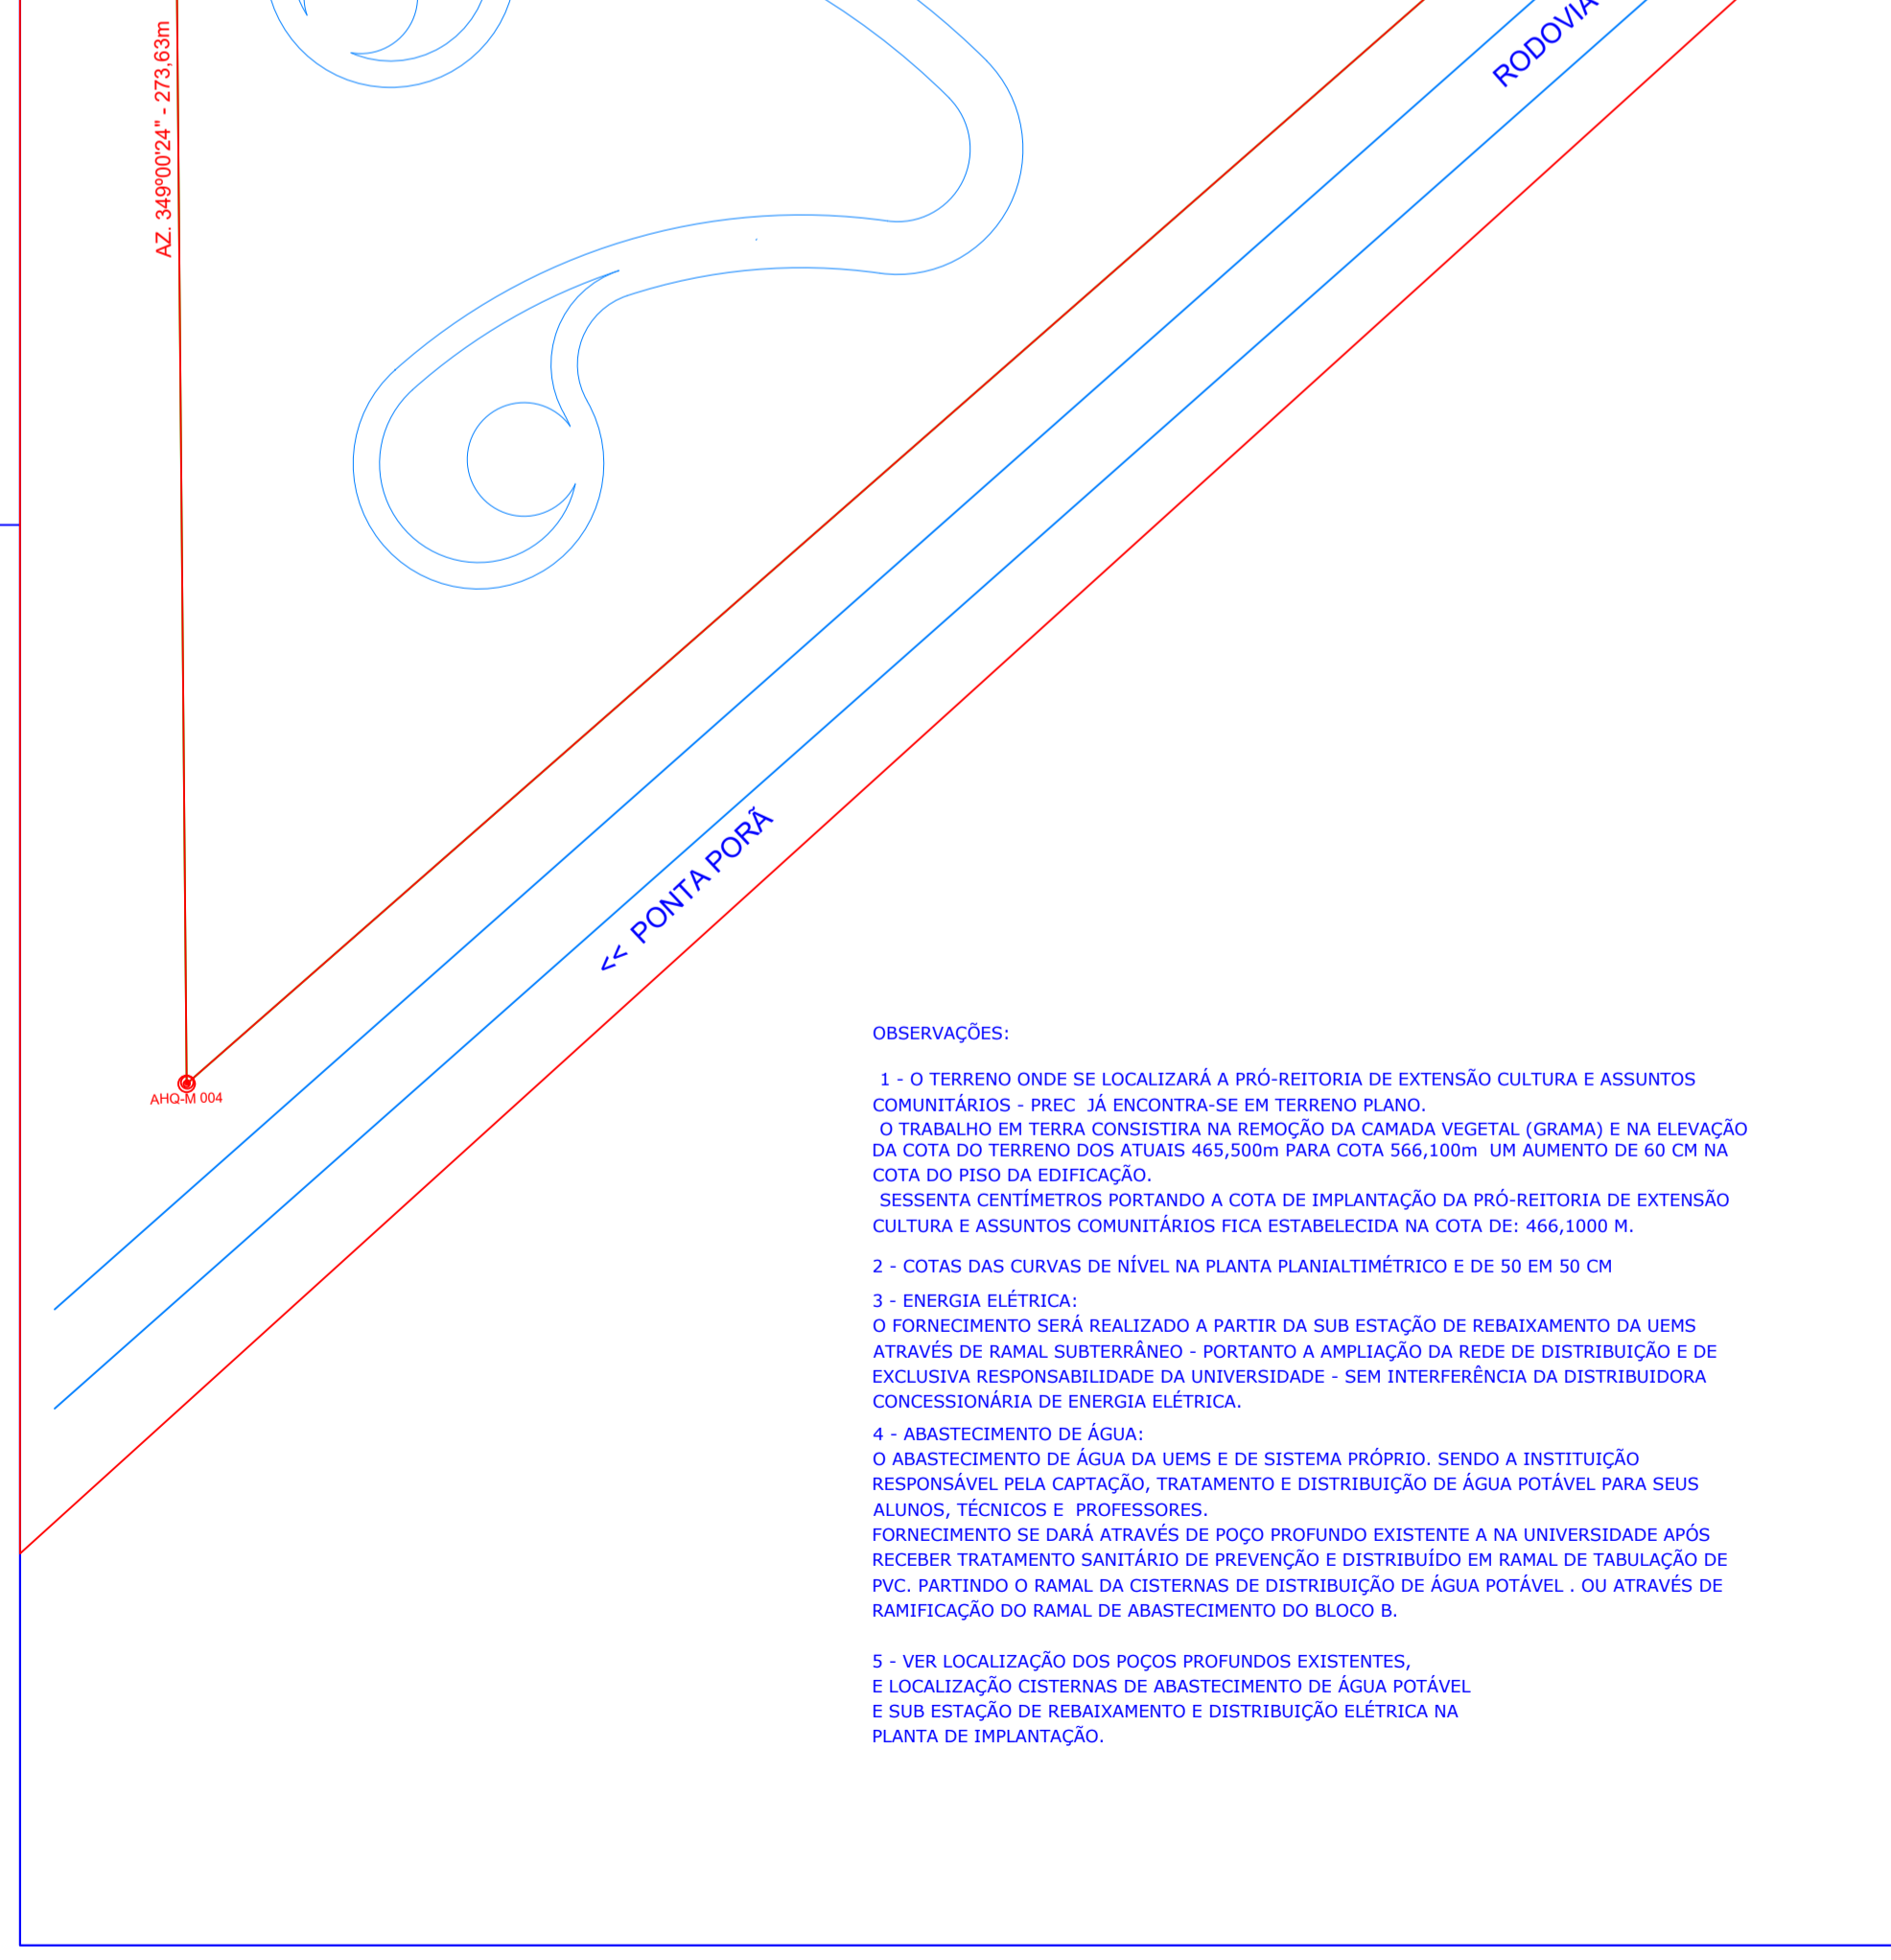 AZ. 349º00'24" - 273,63m
RODOVIA
<< PONTA PORÃ
AHQ-M 004
OBSERVAÇÕES:
1 - O TERRENO ONDE SE LOCALIZARÁ A PRÓ-REITORIA DE EXTENSÃO CULTURA E ASSUNTOS
COMUNITÁRIOS - PREC JÁ ENCONTRA-SE EM TERRENO PLANO.
O TRABALHO EM TERRA CONSISTIRA NA REMOÇÃO DA CAMADA VEGETAL (GRAMA) E NA ELEVAÇÃO
DA COTA DO TERRENO DOS ATUAIS 465,500m PARA COTA 566,100m UM AUMENTO DE 60 CM NA
COTA DO PISO DA EDIFICAÇÃO.
SESSENTA CENTÍMETROS PORTANDO A COTA DE IMPLANTAÇÃO DA PRÓ-REITORIA DE EXTENSÃO
CULTURA E ASSUNTOS COMUNITÁRIOS FICA ESTABELECIDA NA COTA DE: 466,1000 M.
2 - COTAS DAS CURVAS DE NÍVEL NA PLANTA PLANIALTIMÉTRICO E DE 50 EM 50 CM
3 - ENERGIA ELÉTRICA:
O FORNECIMENTO SERÁ REALIZADO A PARTIR DA SUB ESTAÇÃO DE REBAIXAMENTO DA UEMS
ATRAVÉS DE RAMAL SUBTERRÂNEO - PORTANTO A AMPLIAÇÃO DA REDE DE DISTRIBUIÇÃO E DE
EXCLUSIVA RESPONSABILIDADE DA UNIVERSIDADE - SEM INTERFERÊNCIA DA DISTRIBUIDORA
CONCESSIONÁRIA DE ENERGIA ELÉTRICA.
4 - ABASTECIMENTO DE ÁGUA:
O ABASTECIMENTO DE ÁGUA DA UEMS E DE SISTEMA PRÓPRIO. SENDO A INSTITUIÇÃO
RESPONSÁVEL PELA CAPTAÇÃO, TRATAMENTO E DISTRIBUIÇÃO DE ÁGUA POTÁVEL PARA SEUS
ALUNOS, TÉCNICOS E PROFESSORES.
FORNECIMENTO SE DARÁ ATRAVÉS DE POÇO PROFUNDO EXISTENTE A NA UNIVERSIDADE APÓS
RECEBER TRATAMENTO SANITÁRIO DE PREVENÇÃO E DISTRIBUÍDO EM RAMAL DE TABULAÇÃO DE
PVC. PARTINDO O RAMAL DA CISTERNAS DE DISTRIBUIÇÃO DE ÁGUA POTÁVEL . OU ATRAVÉS DE
RAMIFICAÇÃO DO RAMAL DE ABASTECIMENTO DO BLOCO B.
5 - VER LOCALIZAÇÃO DOS POÇOS PROFUNDOS EXISTENTES,
E LOCALIZAÇÃO CISTERNAS DE ABASTECIMENTO DE ÁGUA POTÁVEL
E SUB ESTAÇÃO DE REBAIXAMENTO E DISTRIBUIÇÃO ELÉTRICA NA
PLANTA DE IMPLANTAÇÃO.